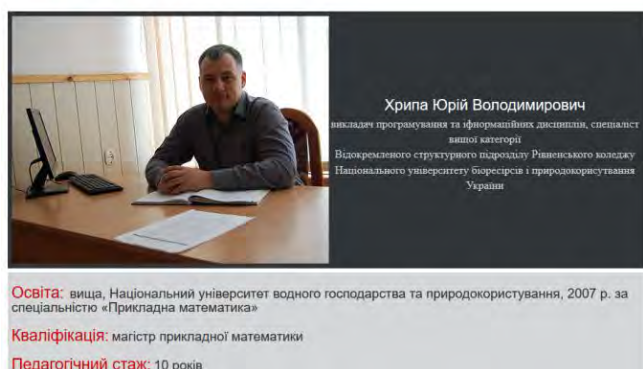 Хрипа Юрій Володимирович
викладач програмування та іфнормаційних дисциплін, спеціаліст
вищої категорії
Відокремленого структурного підрозділу Рівненського коледжу
Національного університету біоресірсів і природокористування
України
Освіта: вища, Національний університет водного господарства та природокористування, 2007 р. за
спеціальністю «Прикладна математика»
Кваліфікація: магістр прикладної математики
Педагогічний стаж: 10 років